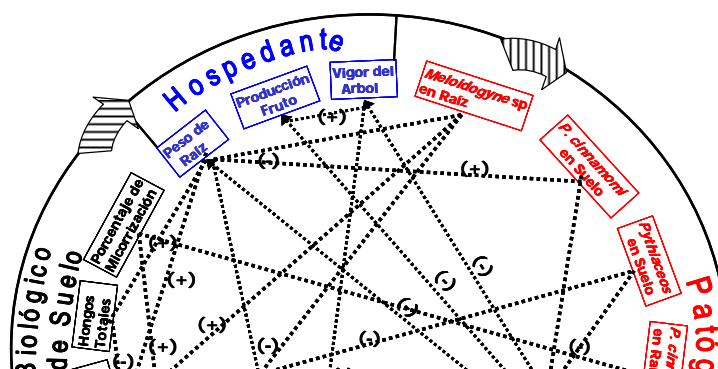 Hospedante
Vigor del
Arbol
Producción
Fruto
Peso de
Raíz
Meloidogyne sp
en Raíz
P. cinnamomi
en Suelo
Pythiaceos
en Suelo
P. cin
en Ra
Patóg
Porcentaje de
Micorrización
Hongos
Totales
Biológico
de Suelo
(+)
(-)
(+)
(+)
(+)
(-)
(-)
(-)
(+)
(-)
(+)
(-)
(-)
(-)